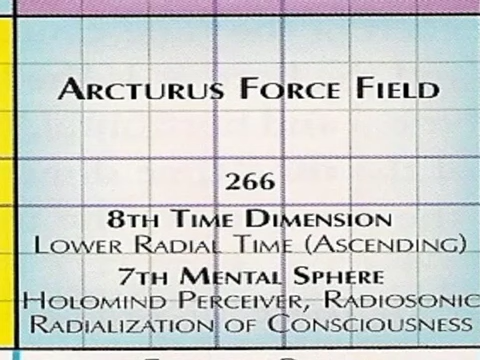 ARCTURUS FORCE FIELD
266
8TH TIME DIMENSION
LOWER RADIAL TIME (ASCENDING)
7TH MENTAL SPHERE
HOLOMIND PERCEIVER, RADIOSONIC
RADIALIZATION OF CONSCIOUSNESS